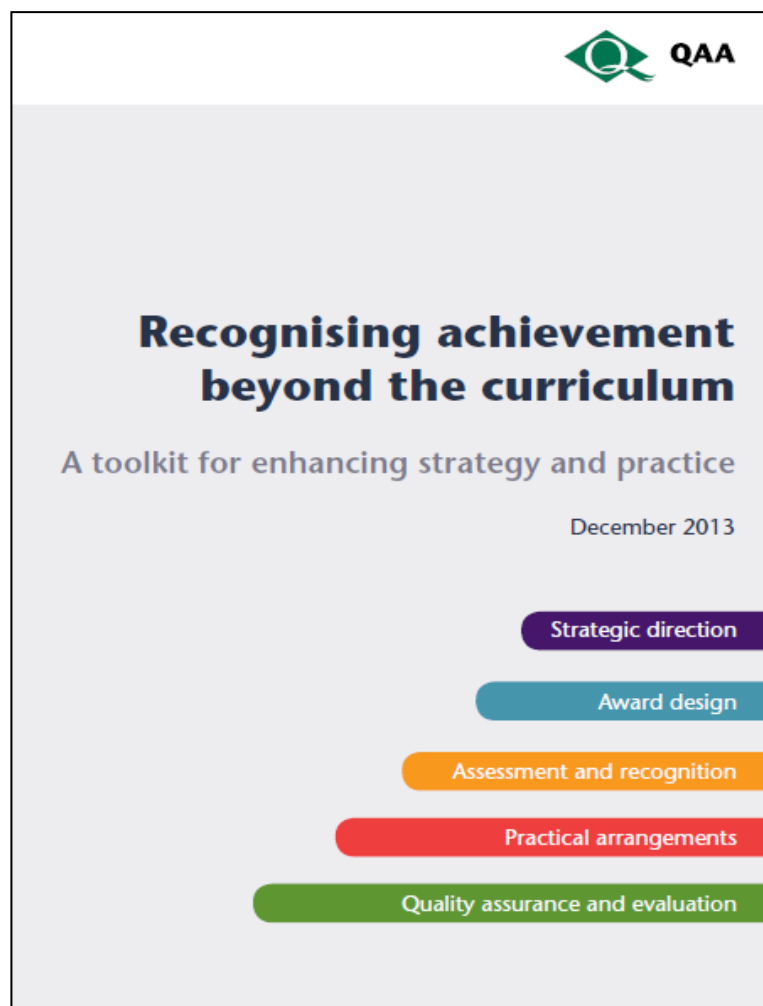 QAA
Recognising achievement
beyond the curriculum
A toolkit for enhancing strategy and practice
December 2013
Strategic direction
Award design
Assessment and recognition
Practical arrangements
Quality assurance and evaluation